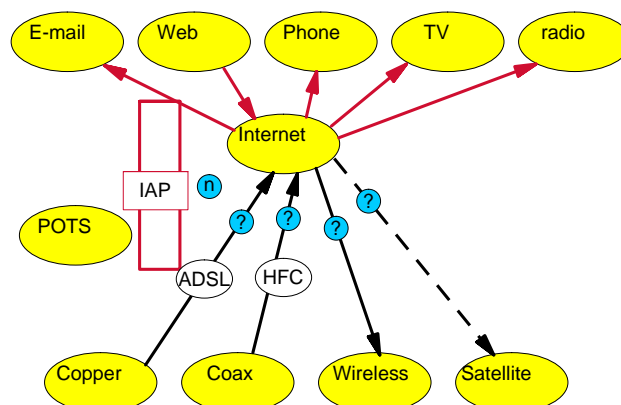 E-mail
Web
Phone
TV
radio
Internet
IAP
n
POTS
?
?
?
?
ADSL
HFC
Copper
Coax
Wireless
Satellite